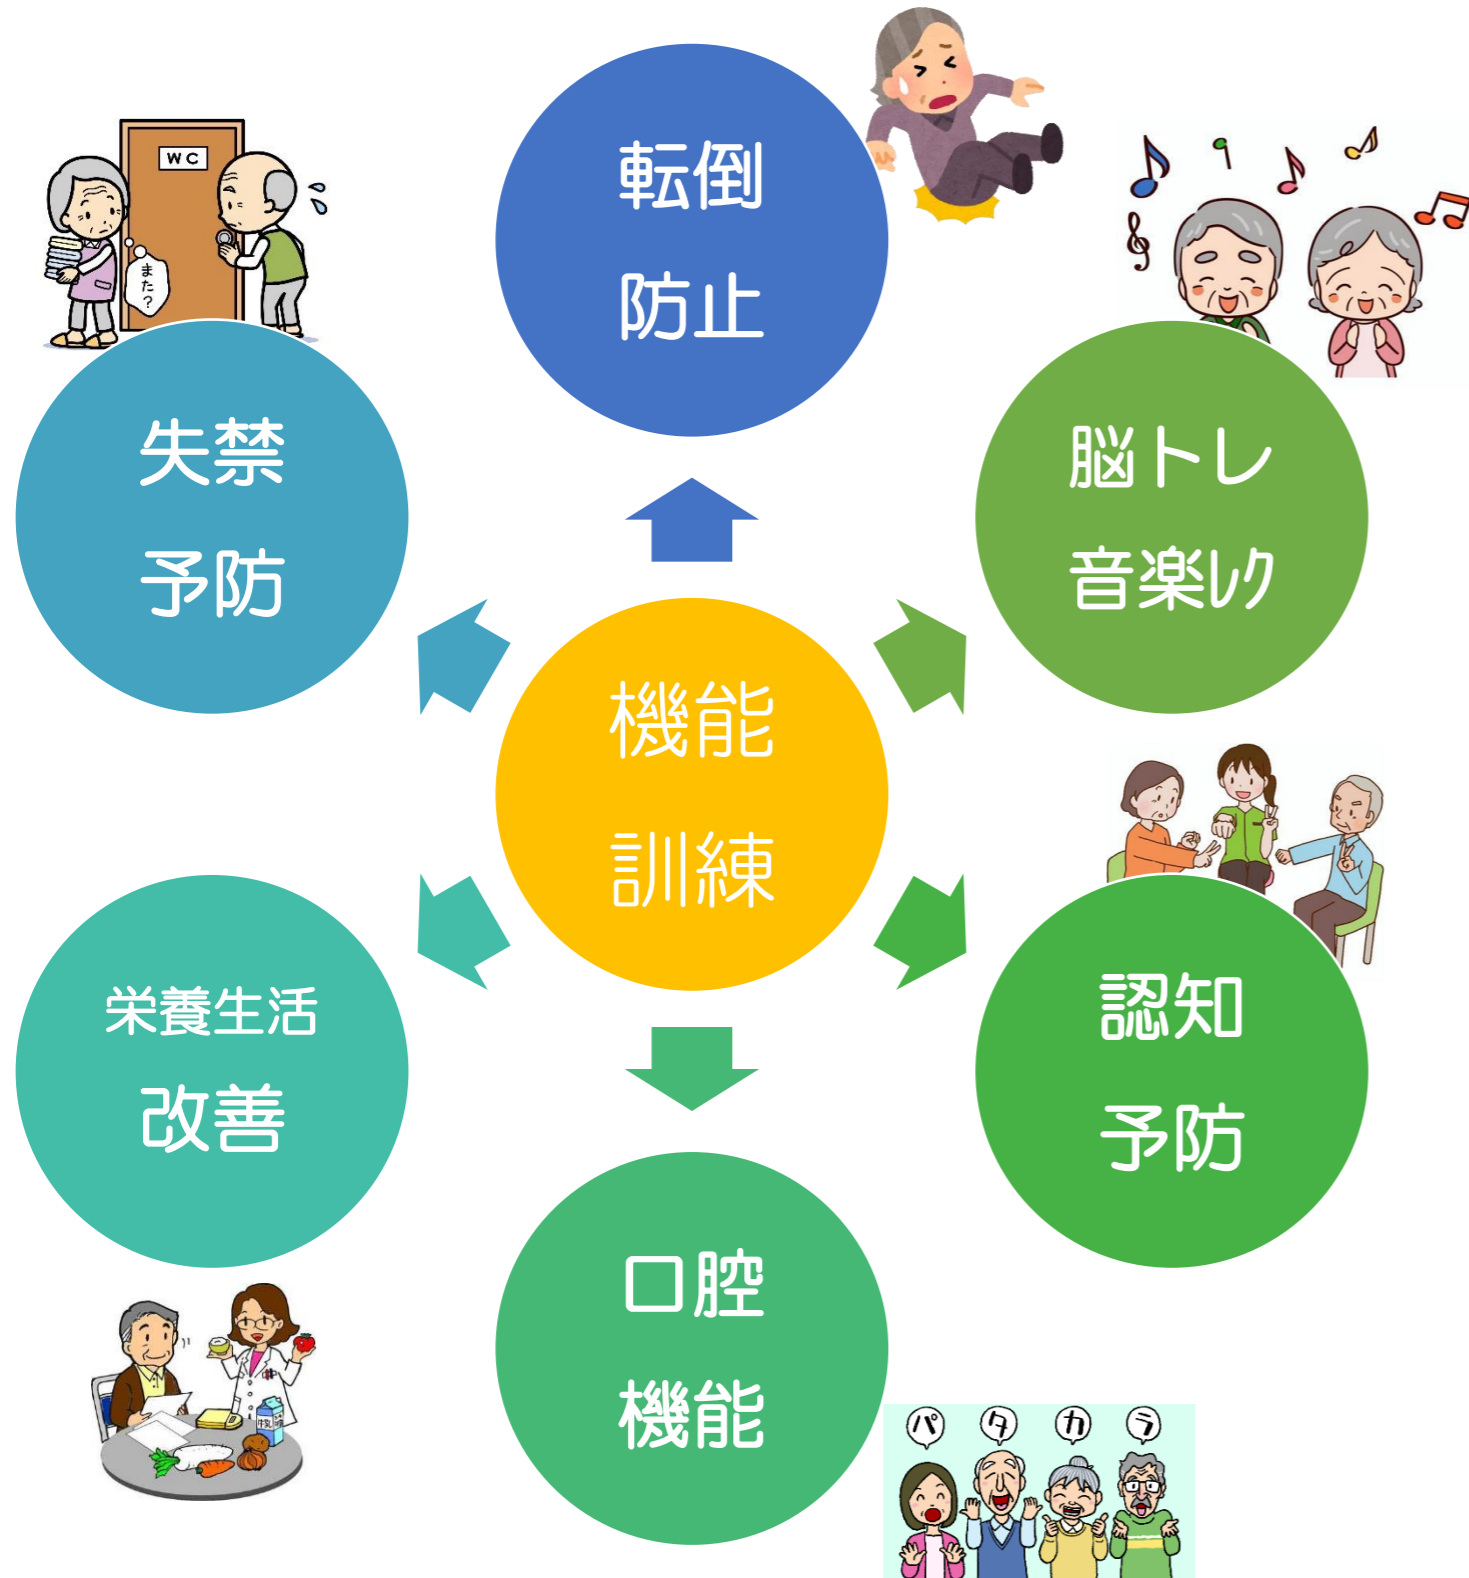 転倒
防止
WC
また?
失禁
予防
脳トレ
音楽ﾚｸ
機能
訓練
栄養生活
改善
認知
予防
口腔
機能
パ
タ
カ
ラ
牛乳